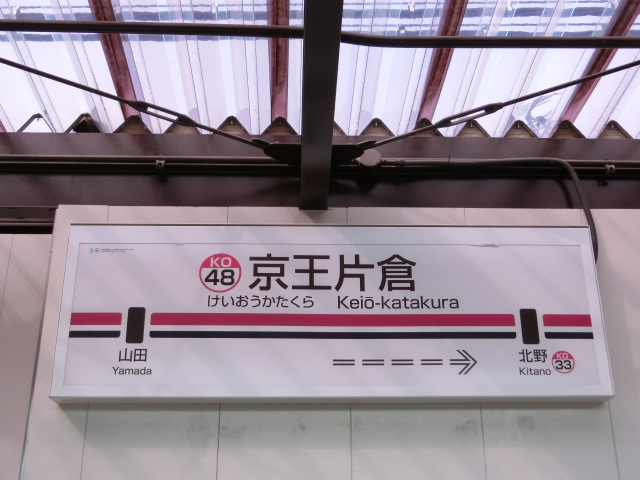 KO
48
京王片倉
けいおうかたくら Keiō-katakura
山田
Yamada
北野
Kitano
KO
33